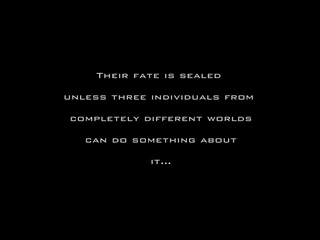 Their fate is sealed
unless three individuals from
completely different worlds
can do something about
it...